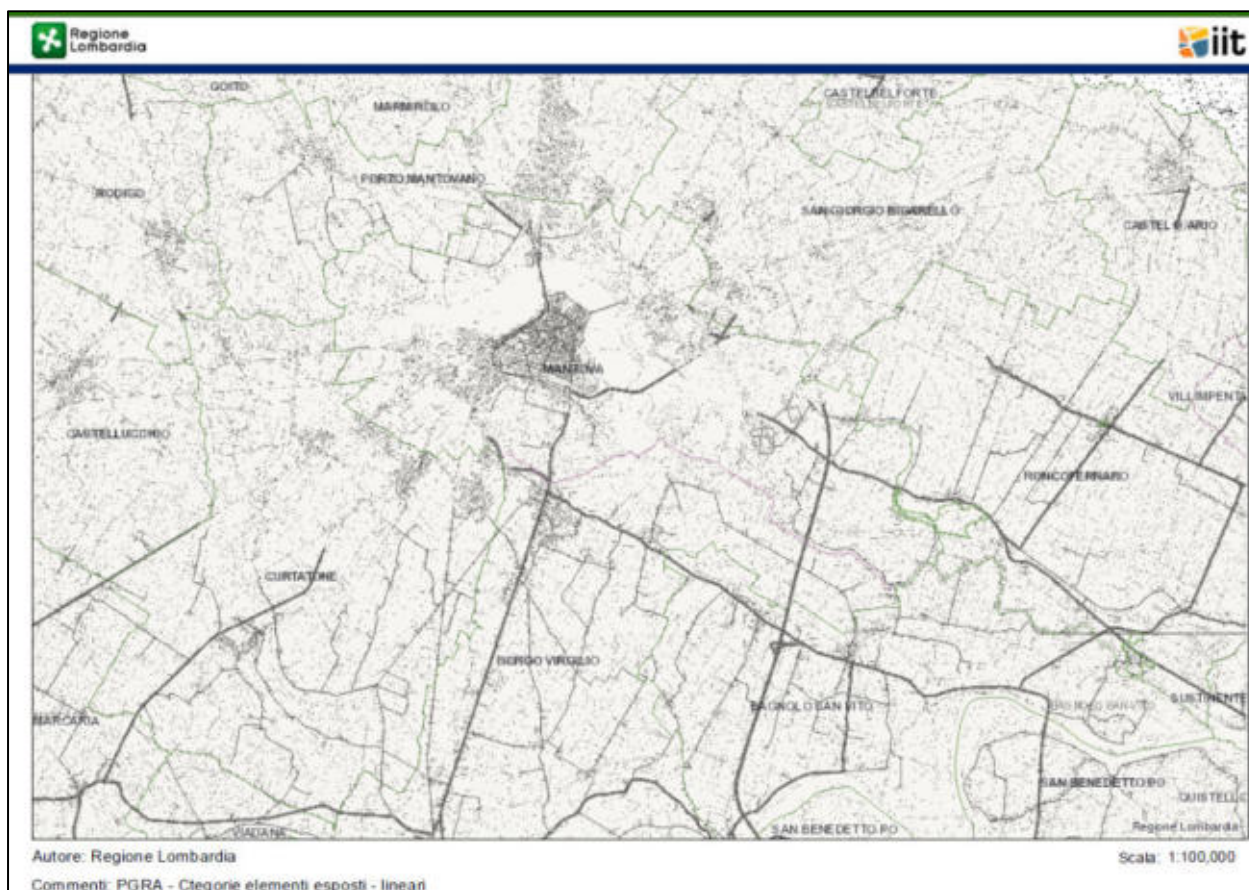 Regione
Lombardia
iit
GOITO
MARMIROLO
CASTELBELFORTE
PORTO MANTOVANO
RODIGO
SAN GIORGIO BIGARELLO
CASTEL D'ARIO
MANTOVA
VILLIMPENTA
CASTELLUCCHIO
RONCOFERRARO
CURTATONE
BORGO VIRGILIO
BAGNOLO SAN VITO
SUSTINENTE
MARCARIA
SAN BENEDETTO PO
QUISTELLO
VIADANA
SAN BENEDETTO PO
Regione Lombardia
Autore: Regione Lombardia
Scala: 1:100,000
Commenti: PGRA - Ctegorie elementi esposti - lineari